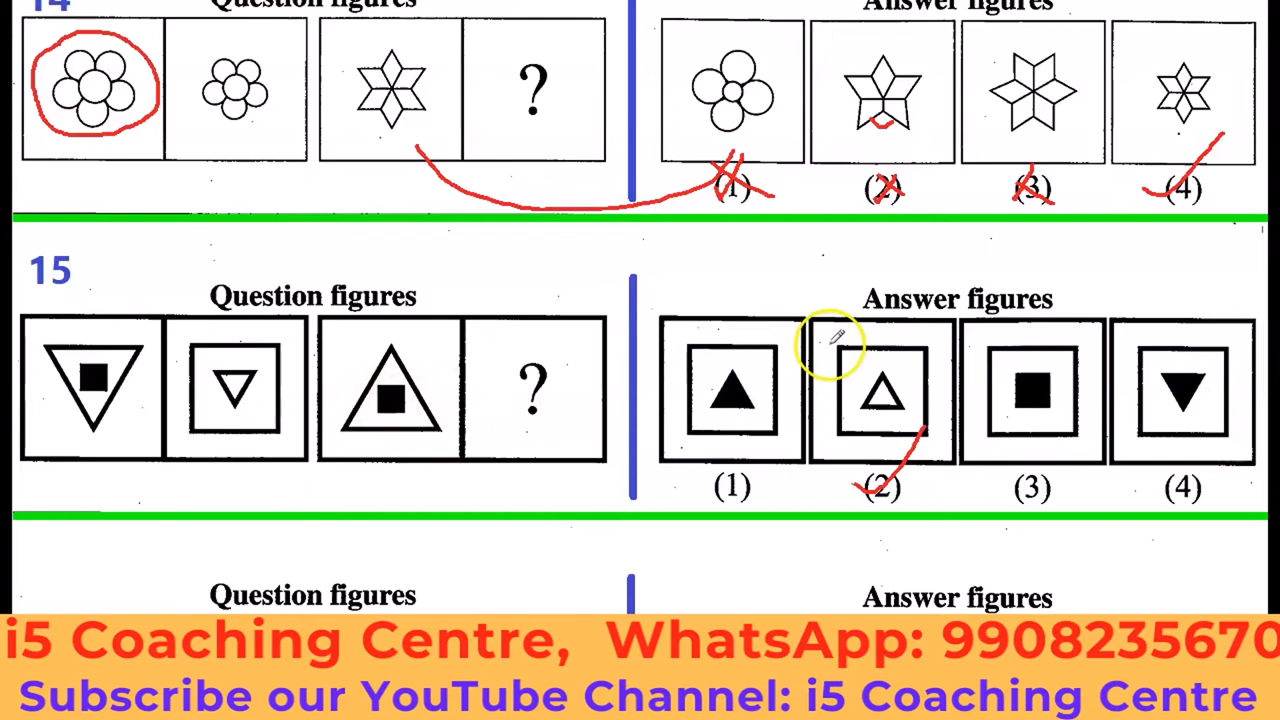 14
Question figures
Answer figures
?
(1) (2) (3) (4)
15
Question figures
Answer figures
?
(1) (2) (3) (4)
Question figures
Answer figures
i5 Coaching Centre, WhatsApp: 9908235670
Subscribe our YouTube Channel: i5 Coaching Centre